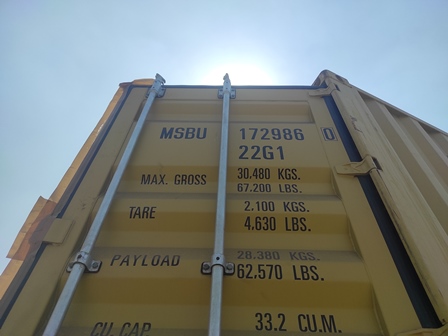 MSBU 172986 0
22G1
MAX. GROSS 30.480 KGS.
67.200 LBS.
TARE 2.100 KGS.
4.630 LBS.
PAYLOAD 28.380 KGS.
62,570 LBS.
CU. CAP 33.2 CU.M.